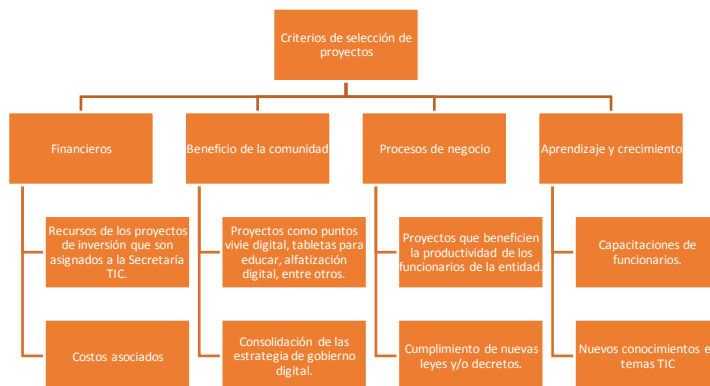 Criterios de selección de
proyectos
Financieros
Beneficio de la comunidad
Procesos de negocio
Aprendizaje y crecimiento
Recursos de los proyectos
de inversión que son
asignados a la Secretaría
TIC.
Proyectos como puntos
vivie digital, tabletas para
educar, alfatización
digital, entre otros.
Proyectos que beneficien
la productividad de los
funcionarios de la entidad.
Capacitaciones de
funcionarios.
Costos asociados
Consolidación de las
estrategia de gobierno
digital.
Cumplimiento de nuevas
leyes y/o decretos.
Nuevos conocimientos e
temas TIC